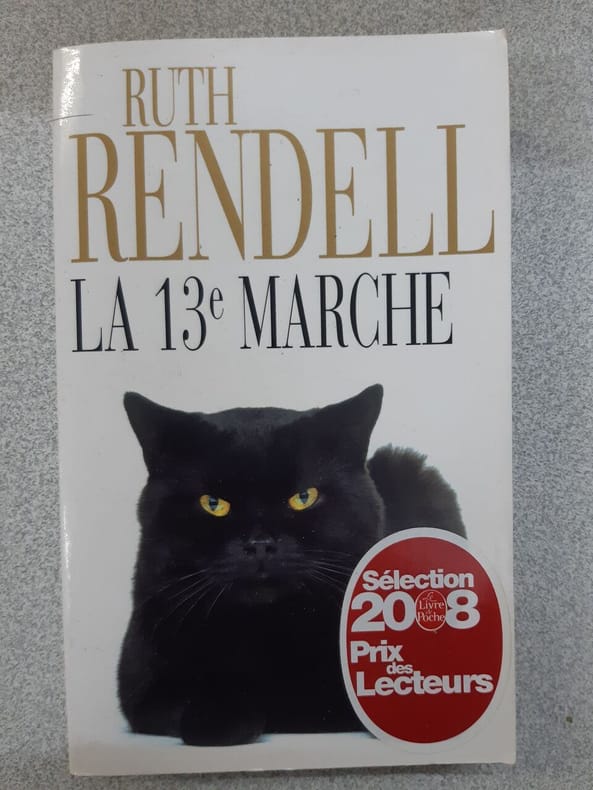 RUTH
RENDELL
LA 13e MARCHE
Sélection
2008
Le
Livre
de
Poche
Prix
des
Lecteurs